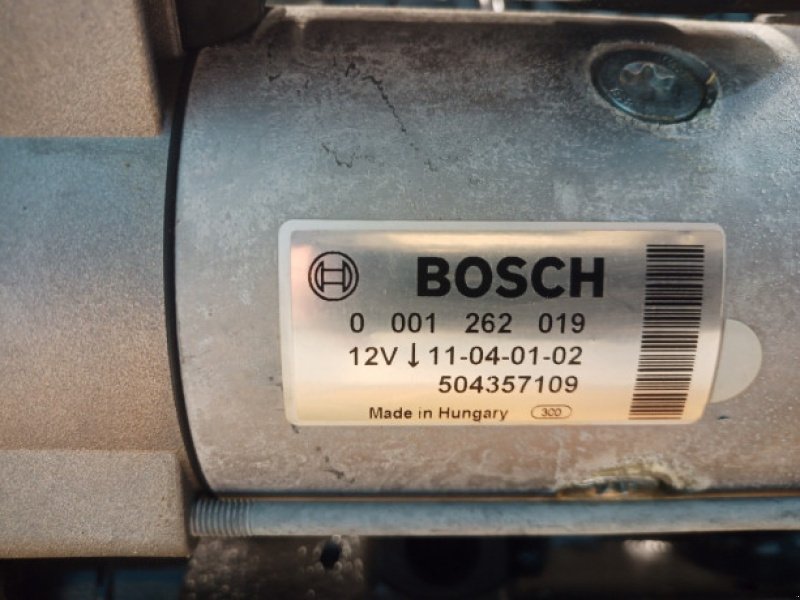 BOSCH
0 001 262 019
12V ↓ 11-04-01-02
504357109
Made in Hungary 300